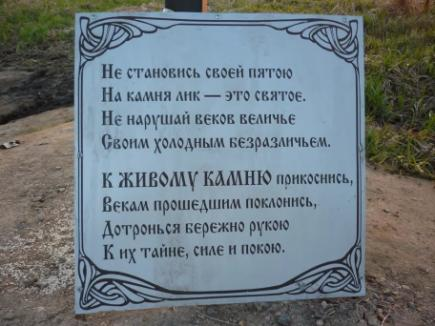 Не становись своей пятою
На камня лик — это святое.
Не нарушай веков величье
Своим холодным безразличьем.
К ЖИВОМУ КАМНЮ прикоснись,
Векам прошедшим поклонись,
Дотронься бережно рукою
К их тайне, силе и покою.